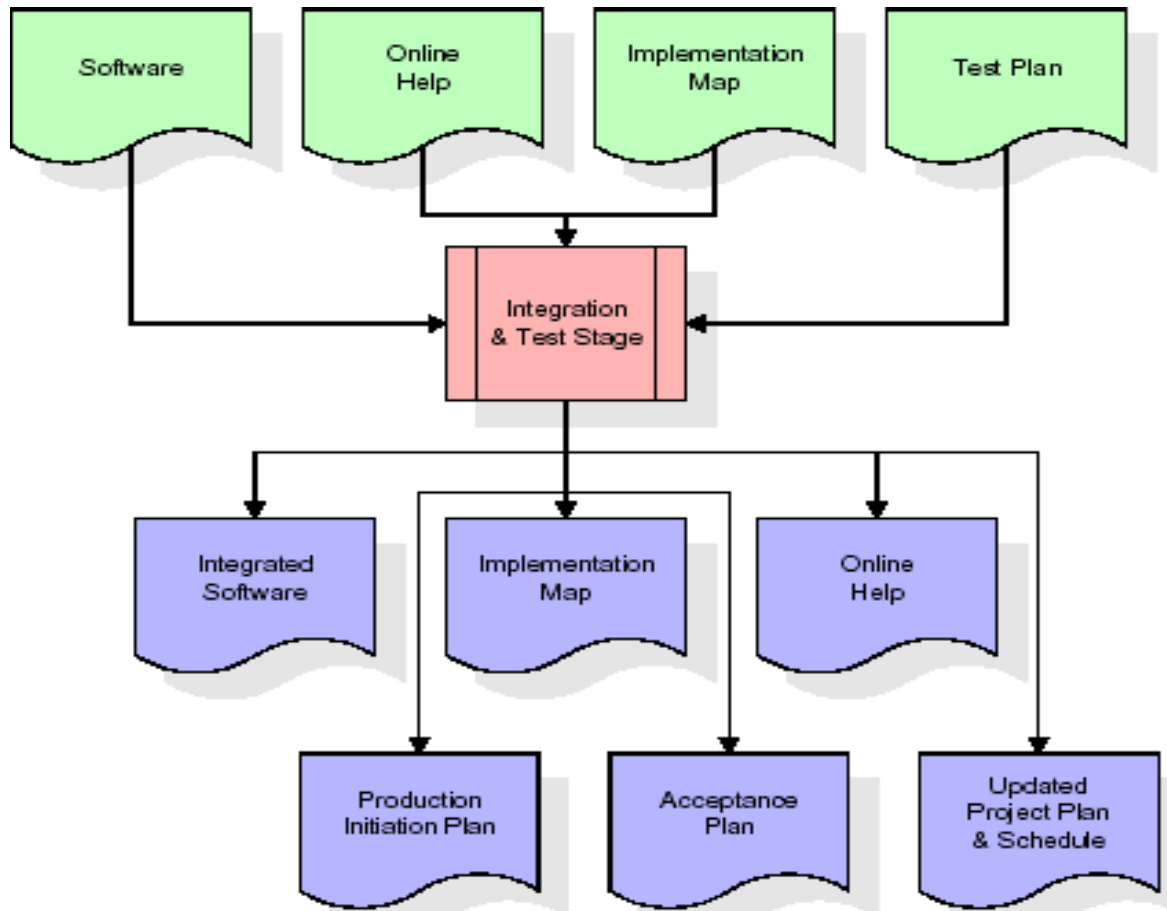 Software
Online
Help
Implementation
Map
Test Plan
Integration
& Test Stage
Integrated
Software
Implementation
Map
Online
Help
Production
Initiation Plan
Acceptance
Plan
Updated
Project Plan
& Schedule